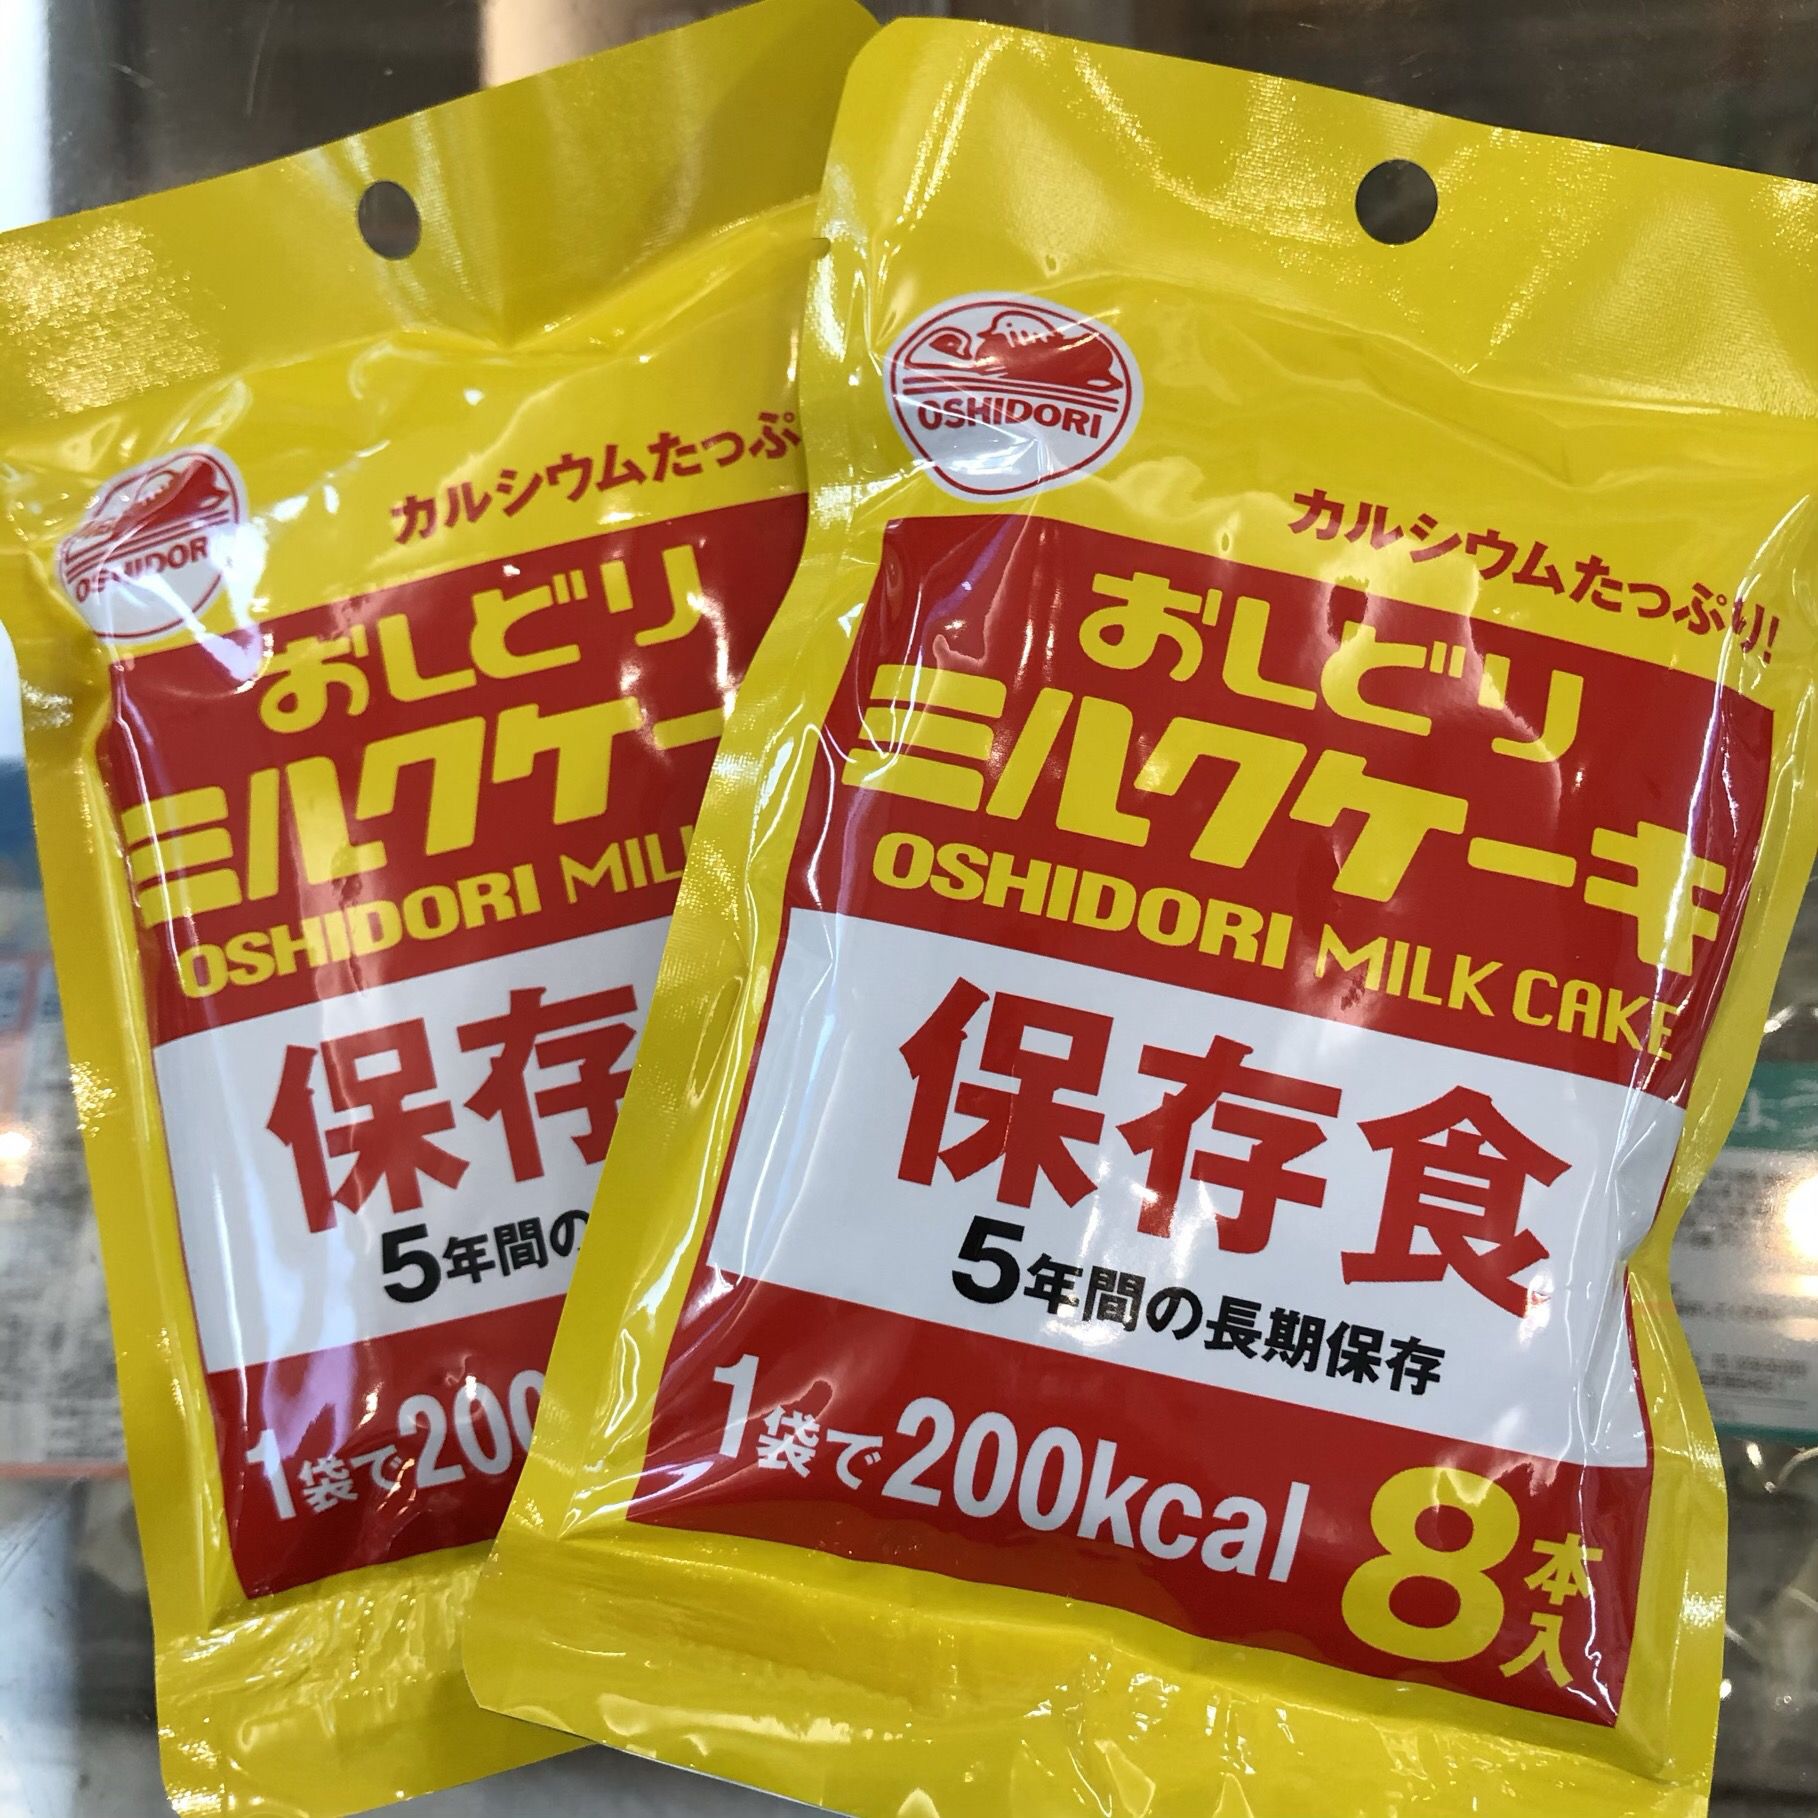 OSHIDOR
カルシウムたっぷ
おしどり
ミルクケー
OSHIDORI MIL
保存
5年間の
1袋で200
OSHIDORI
カルシウムたっぷり!
おしどり
ミルクケーキ
OSHIDORI MILK CAKE
保存食
5年間の長期保存
1袋で200kcal 8本入